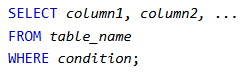 SELECT column1, column2, ...
FROM table_name
WHERE condition;